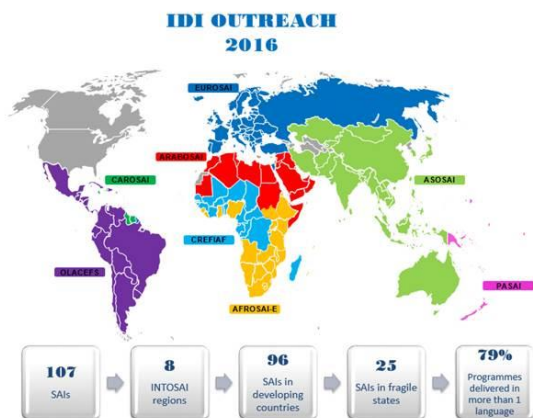 IDI OUTREACH
2016
EUROSAI
ARABOSAI
CAROSAI
ASOSAI
CREFIAF
OLACEFS
PASAI
AFROSAI-E
107
SAIs
8
INTOSAI
regions
96
SAIs in
developing
countries
25
SAIs in fragile
states
79%
Programmes
delivered in
more than 1
language